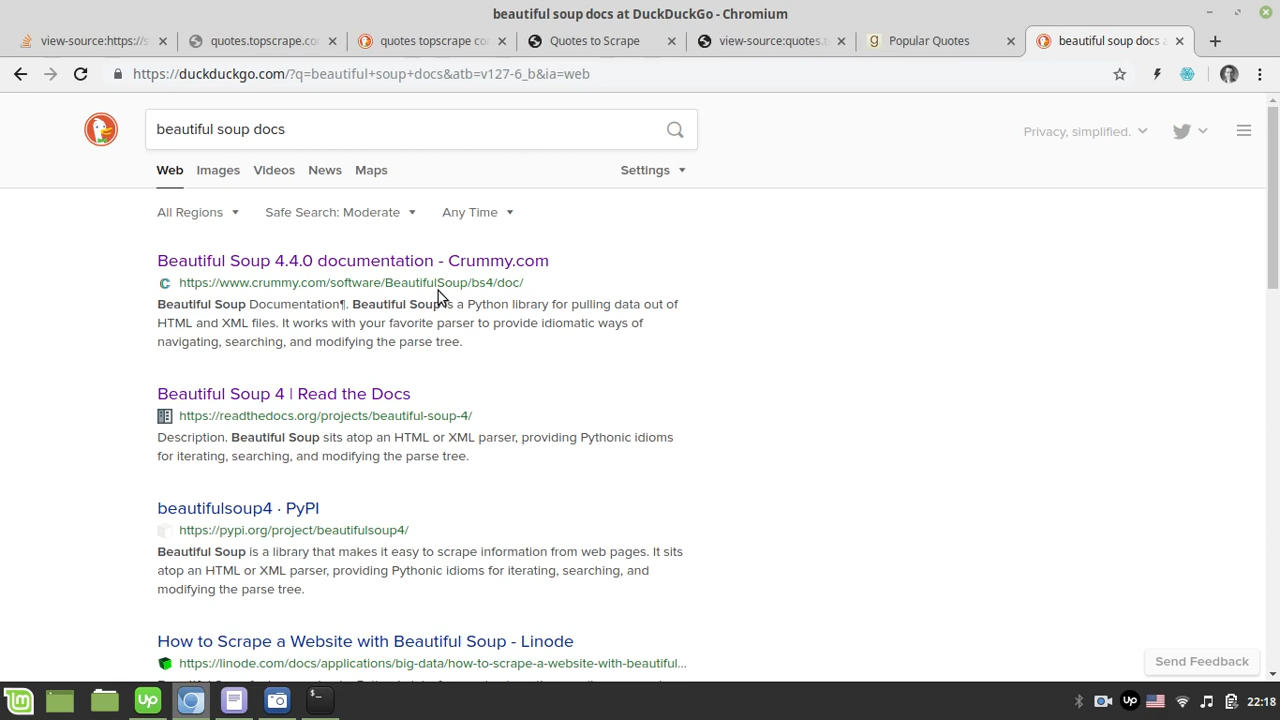 beautiful soup docs at DuckDuckGo - Chromium
view-source:https://s
quotes.topscrape.co
quotes topscrape co
Quotes to Scrape
view-source:quotes.t
Popular Quotes
beautiful soup docs a
https://duckduckgo.com/?q=beautiful+soup+docs&atb=v127-6_b&ia=web
beautiful soup docs
Privacy, simplified.
Web Images Videos News Maps Settings
All Regions Safe Search: Moderate Any Time
Beautiful Soup 4.4.0 documentation - Crummy.com
C https://www.crummy.com/software/BeautifulSoup/bs4/doc/
Beautiful Soup Documentation¶. Beautiful Soup is a Python library for pulling data out of
HTML and XML files. It works with your favorite parser to provide idiomatic ways of
navigating, searching, and modifying the parse tree.
Beautiful Soup 4 | Read the Docs
https://readthedocs.org/projects/beautiful-soup-4/
Description. Beautiful Soup sits atop an HTML or XML parser, providing Pythonic idioms
for iterating, searching, and modifying the parse tree.
beautifulsoup4 · PyPI
https://pypi.org/project/beautifulsoup4/
Beautiful Soup is a library that makes it easy to scrape information from web pages. It sits
atop an HTML or XML parser, providing Pythonic idioms for iterating, searching, and
modifying the parse tree.
How to Scrape a Website with Beautiful Soup - Linode
https://linode.com/docs/applications/big-data/how-to-scrape-a-website-with-beautiful...
Send Feedback
Up
Up
22:18